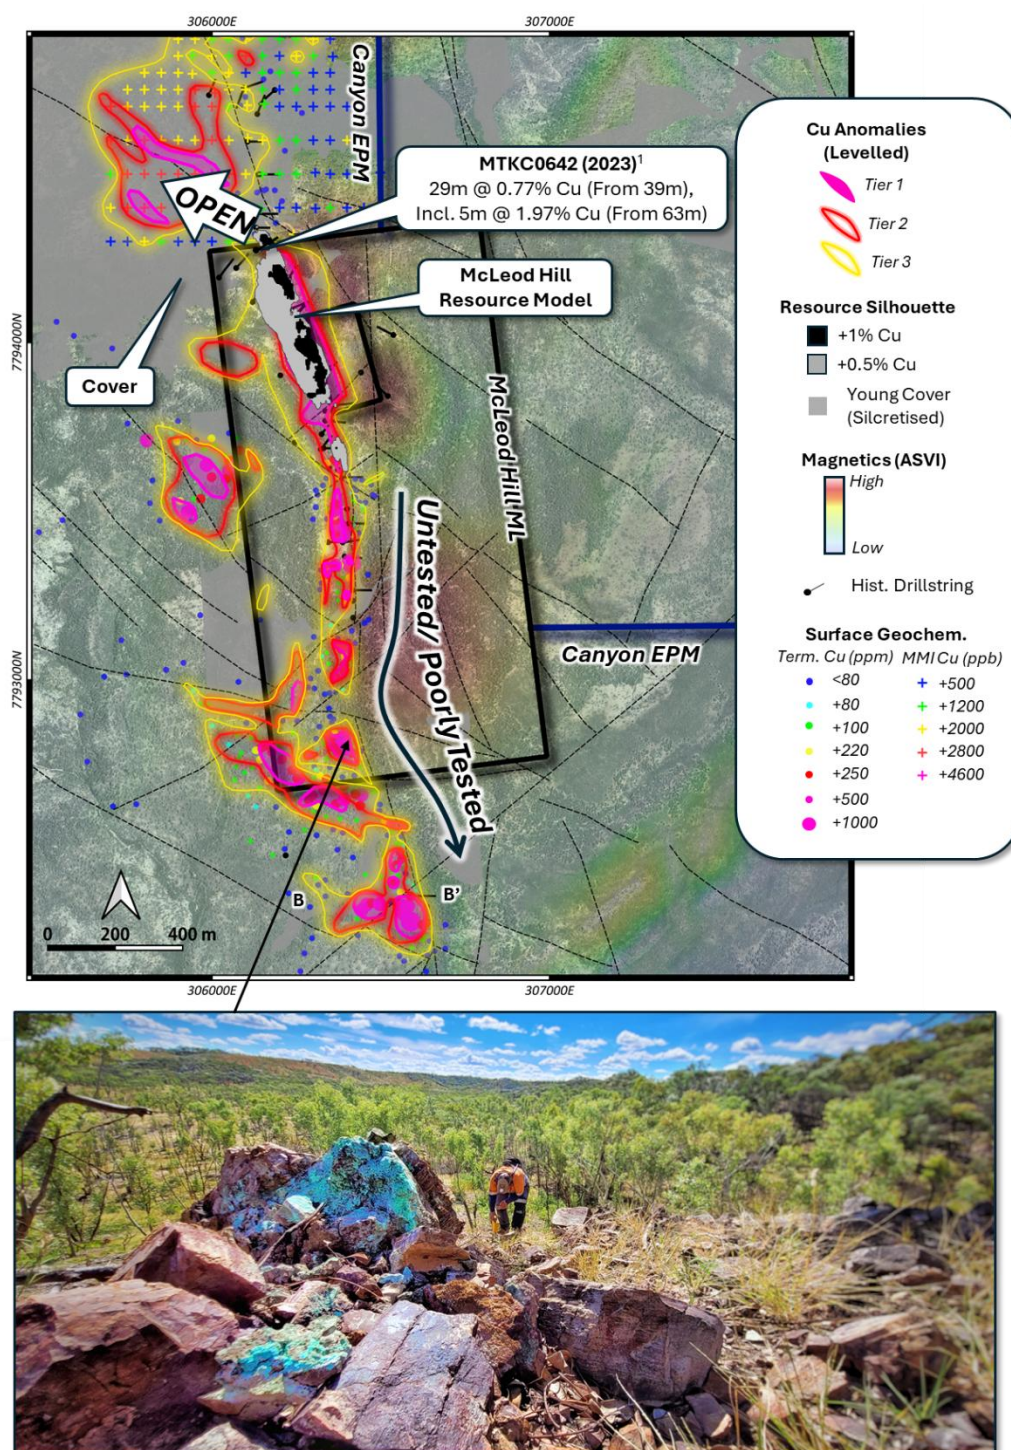 306000E
307000E
Canyon EPM
MTKC0642 (2023)1
29m @ 0.77% Cu (From 39m),
Incl. 5m @ 1.97% Cu (From 63m)
OPEN
McLeod Hill
Resource Model
Cover
7794000N
McLeod Hill ML
Untested/ Poorly Tested
Canyon EPM
7793000N
B
B'
0 200 400 m
306000E
307000E
Cu Anomalies
(Levelled)
Tier 1
Tier 2
Tier 3
Resource Silhouette
+1% Cu
+0.5% Cu
Young Cover
(Silcretised)
Magnetics (ASVI)
High
Low
Hist. Drillstring
Surface Geochem.
Term. Cu (ppm) MMI Cu (ppb)
<80 +500
+80 +1200
+100 +2000
+220 +2800
+250 +4600
+500
+1000